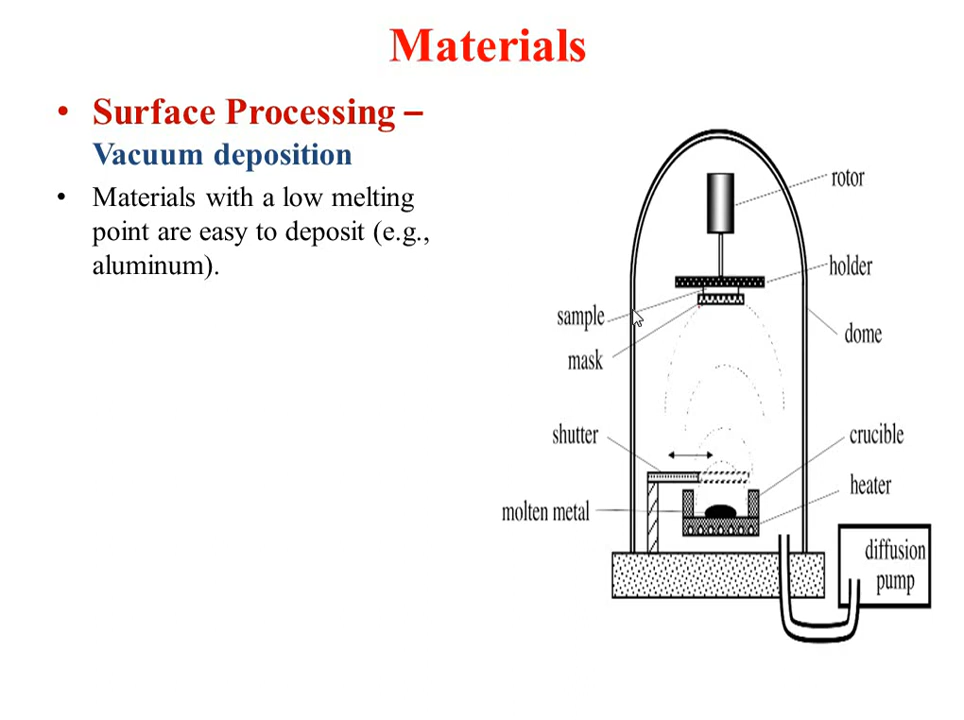 Materials
• Surface Processing –
Vacuum deposition
• Materials with a low melting
point are easy to deposit (e.g.,
aluminum).
rotor
holder
sample
dome
mask
shutter
crucible
heater
molten metal
diffusion
pump